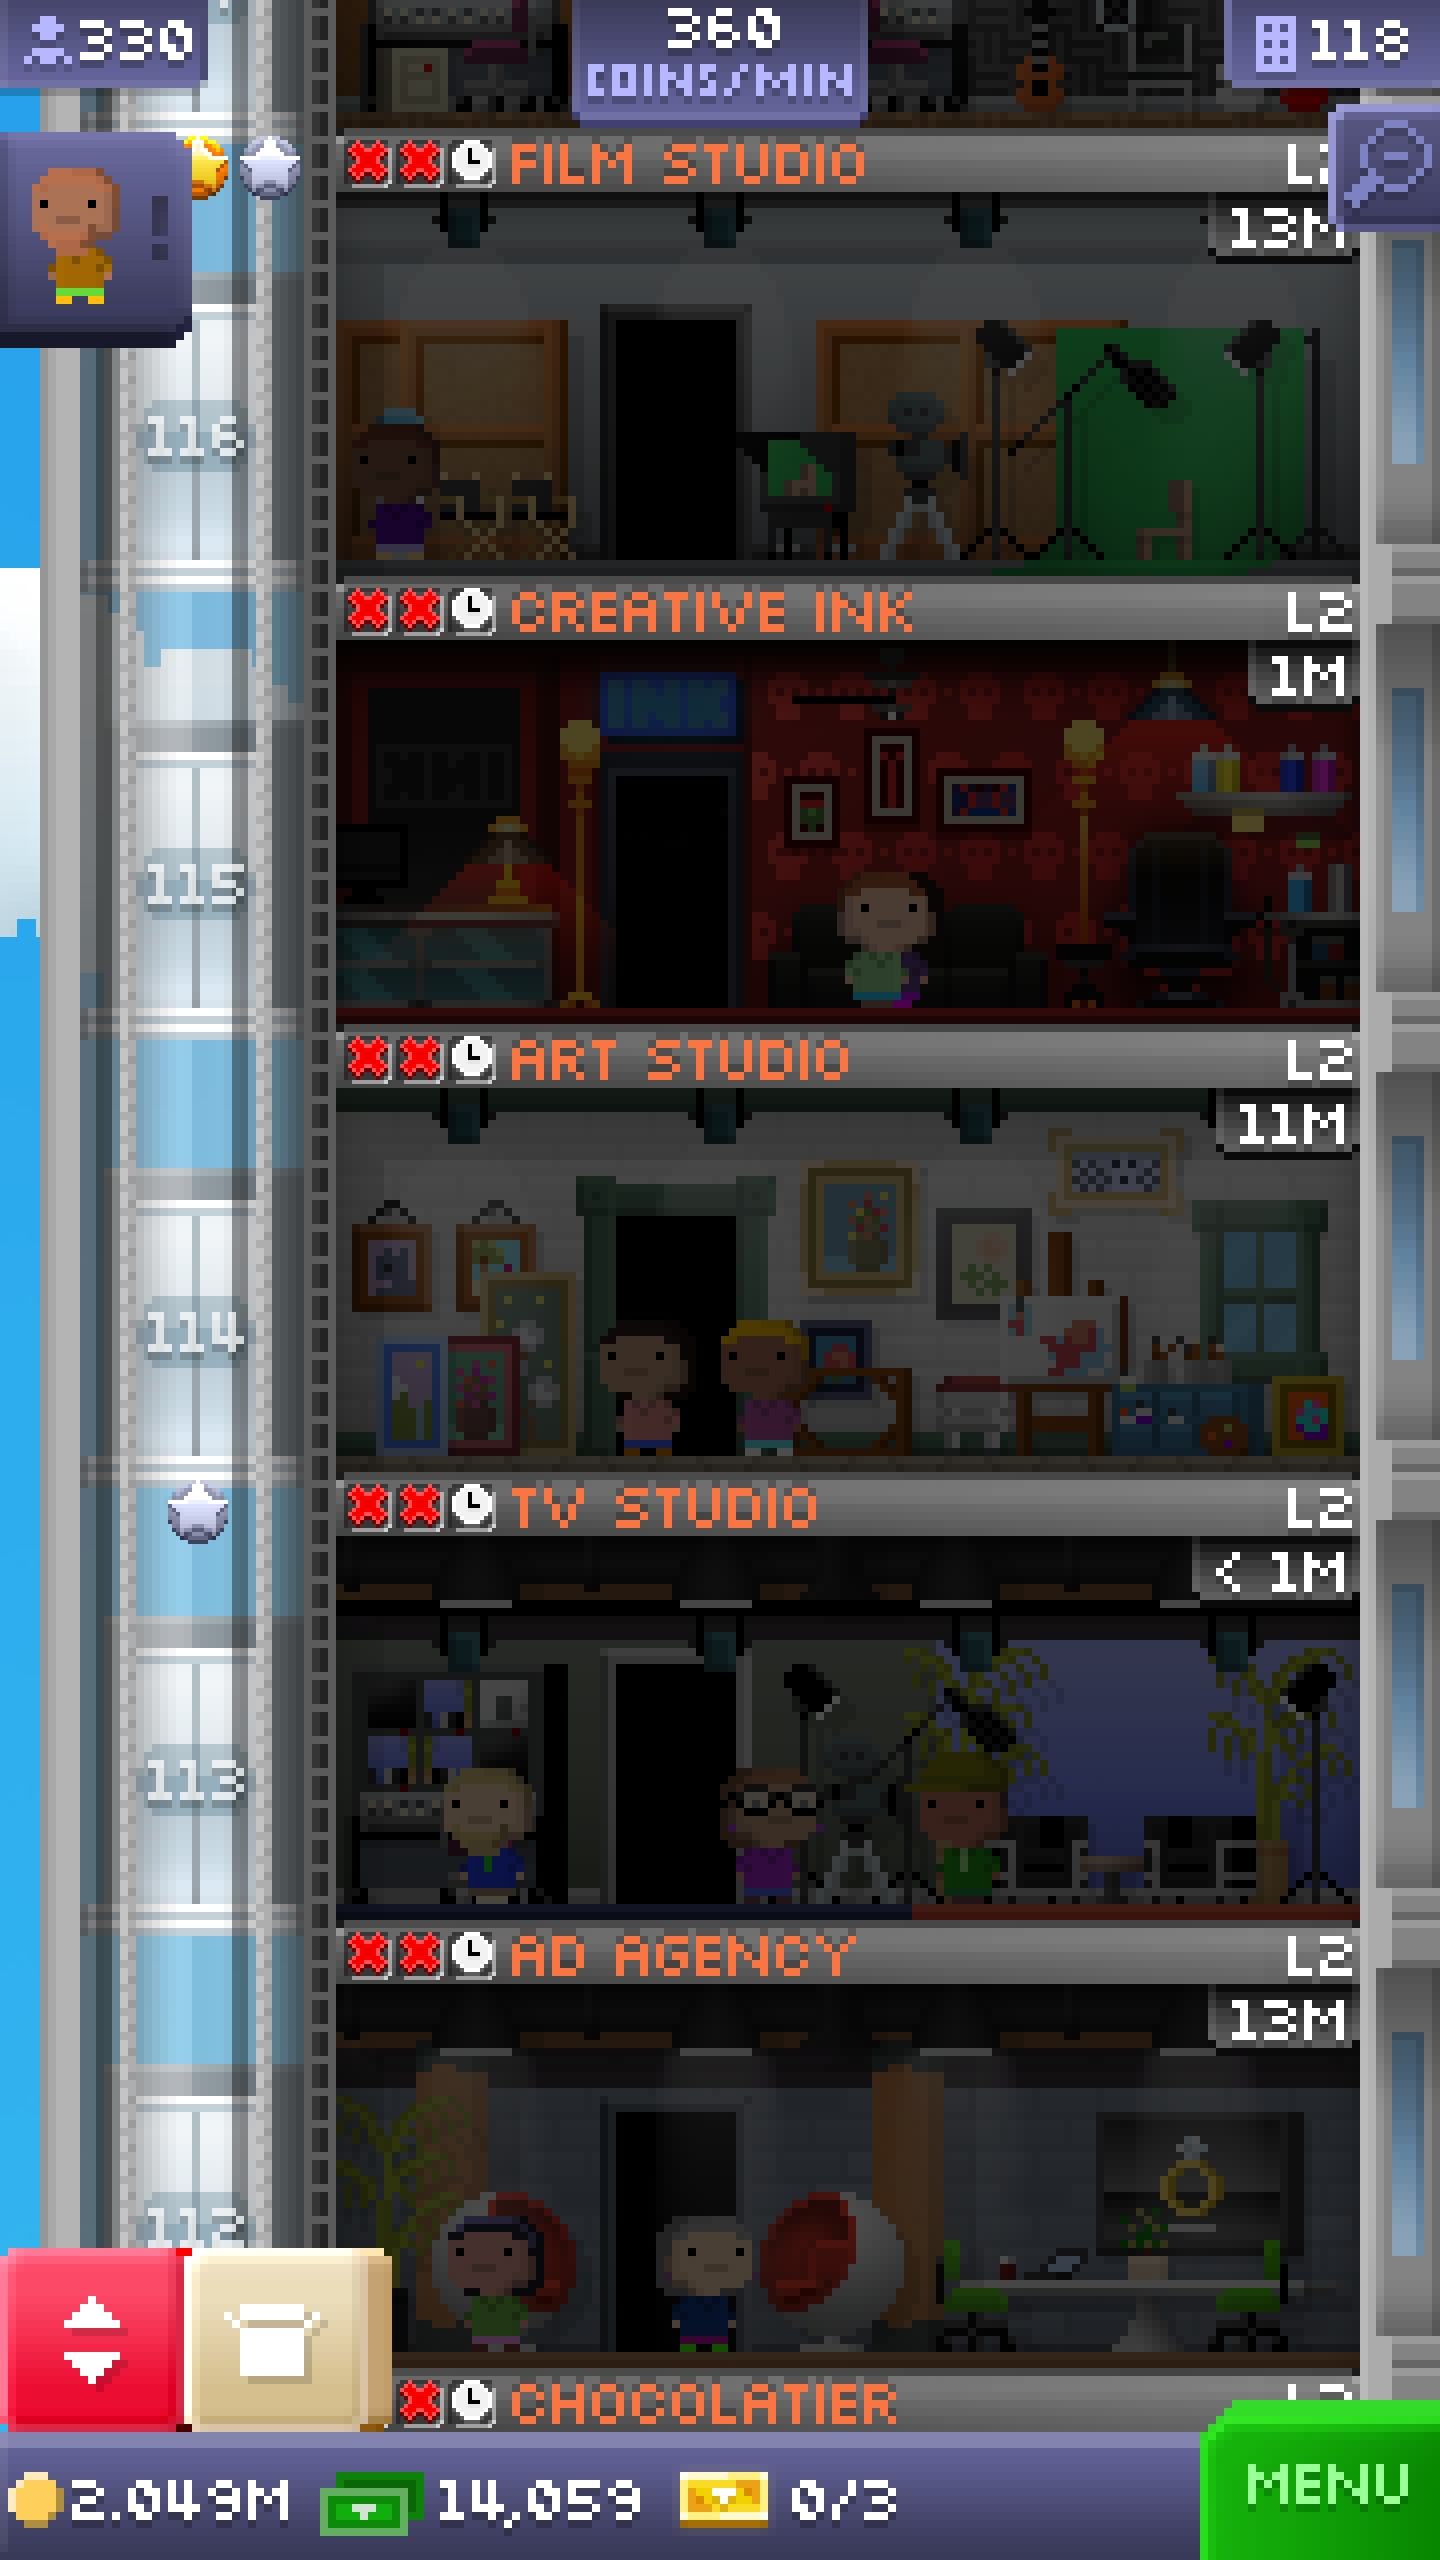 330
360
COINS/MIN
118
FILM STUDIO
13M
116
CREATIVE INK L2
1M
INK
115
ART STUDIO L2
11M
114
TV STUDIO L2
< 1M
113
AD AGENCY L2
13M
112
CHOCOLATIER
2.049M 14,059 0/3
MENU